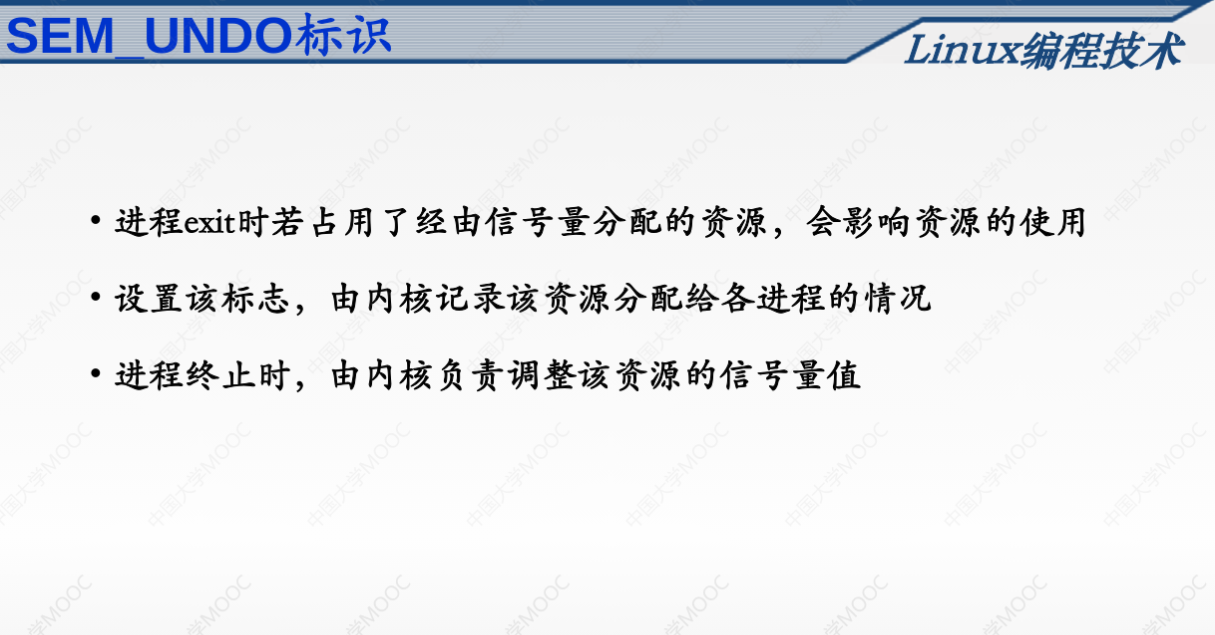 SEM_UNDO标识
Linux编程技术
• 进程exit时若占用了经由信号量分配的资源，会影响资源的使用
• 设置该标志，由内核记录该资源分配给各进程的情况
• 进程终止时，由内核负责调整该资源的信号量值
中国大学MOOC